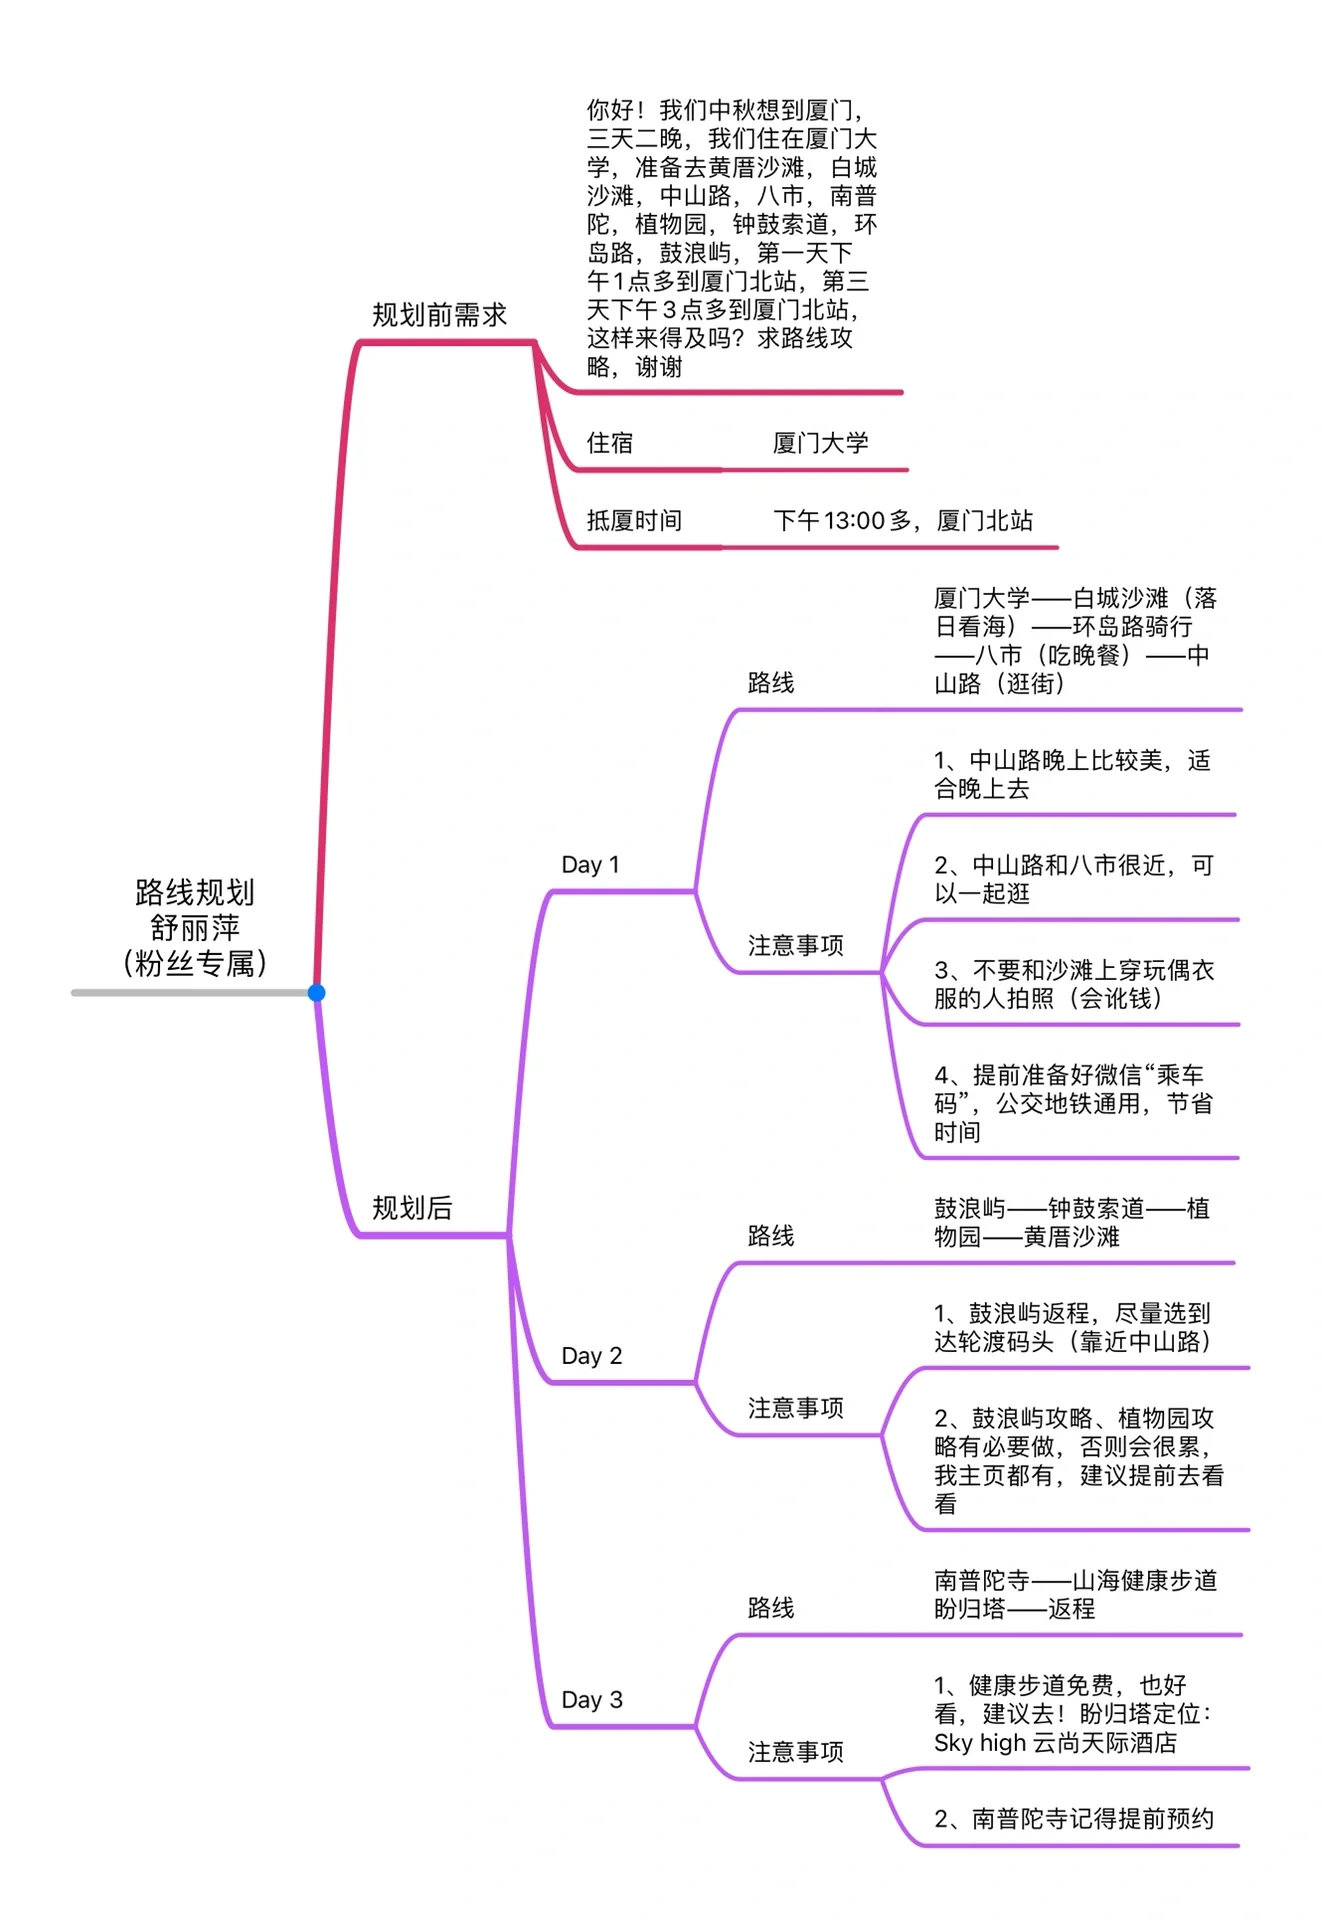 你好！我们中秋想到厦门，
三天二晚，我们住在厦门大
学，准备去黄厝沙滩，白城
沙滩，中山路，八市，南普
陀，植物园，钟鼓索道，环
岛路，鼓浪屿，第一天下
午1点多到厦门北站，第三
天下午3点多到厦门北站，
这样来得及吗？求路线攻
略，谢谢
规划前需求
住宿
厦门大学
抵厦时间
下午13:00多，厦门北站
路线规划
舒丽萍
（粉丝专属）
规划后
Day 1
路线
厦门大学——白城沙滩（落
日看海）——环岛路骑行
——八市（吃晚餐）——中
山路（逛街）
注意事项
1、中山路晚上比较美，适
合晚上去
2、中山路和八市很近，可
以一起逛
3、不要和沙滩上穿玩偶衣
服的人拍照（会讹钱）
4、提前准备好微信“乘车
码”，公交地铁通用，节省
时间
Day 2
路线
鼓浪屿——钟鼓索道——植
物园——黄厝沙滩
注意事项
1、鼓浪屿返程，尽量选到
达轮渡码头（靠近中山路）
2、鼓浪屿攻略、植物园攻
略有必要做，否则会很累，
我主页都有，建议提前去看
看
Day 3
路线
南普陀寺——山海健康步道
盼归塔——返程
注意事项
1、健康步道免费，也好
看，建议去！盼归塔定位：
Sky high 云尚天际酒店
2、南普陀寺记得提前预约